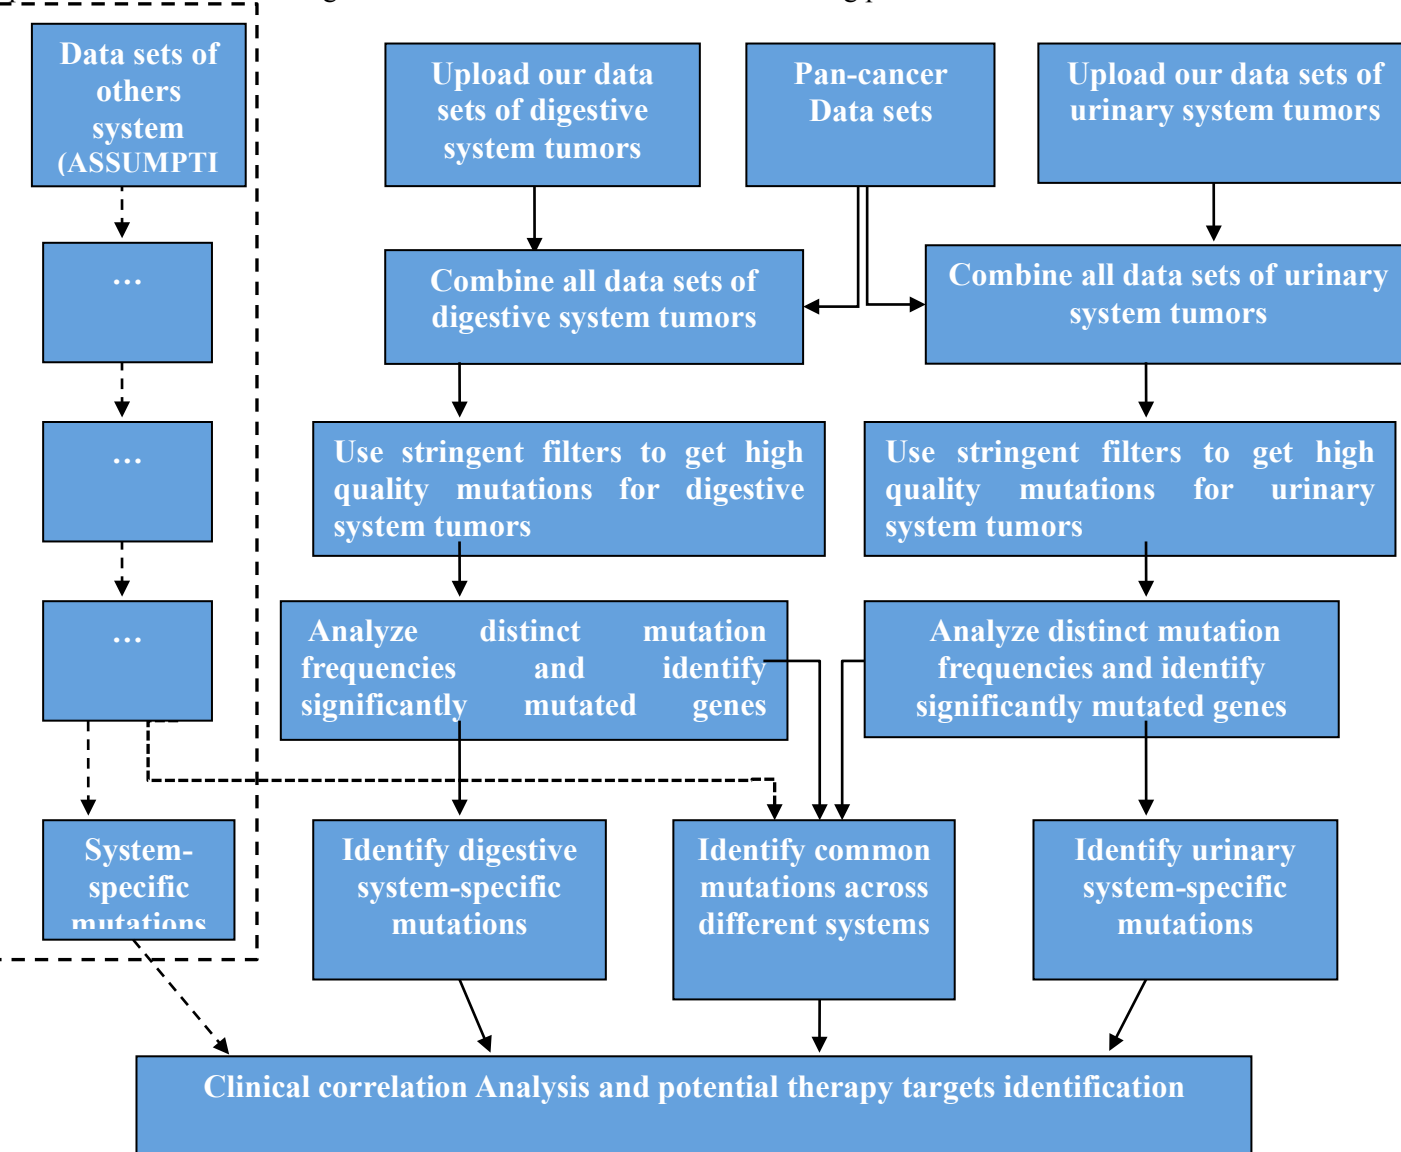 Data sets of
others
system
(ASSUMPTI
Upload our data
sets of digestive
system tumors
Pan-cancer
Data sets
Upload our data sets of
urinary system tumors
…
Combine all data sets of
digestive system tumors
Combine all data sets of urinary
system tumors
…
Use stringent filters to get high
quality mutations for digestive
system tumors
Use stringent filters to get high
quality mutations for urinary
system tumors
…
Analyze distinct mutation
frequencies and identify
significantly mutated genes
Analyze distinct mutation
frequencies and identify
significantly mutated genes
System-
specific
mutations
Identify digestive
system-specific
mutations
Identify common
mutations across
different systems
Identify urinary
system-specific
mutations
Clinical correlation Analysis and potential therapy targets identification